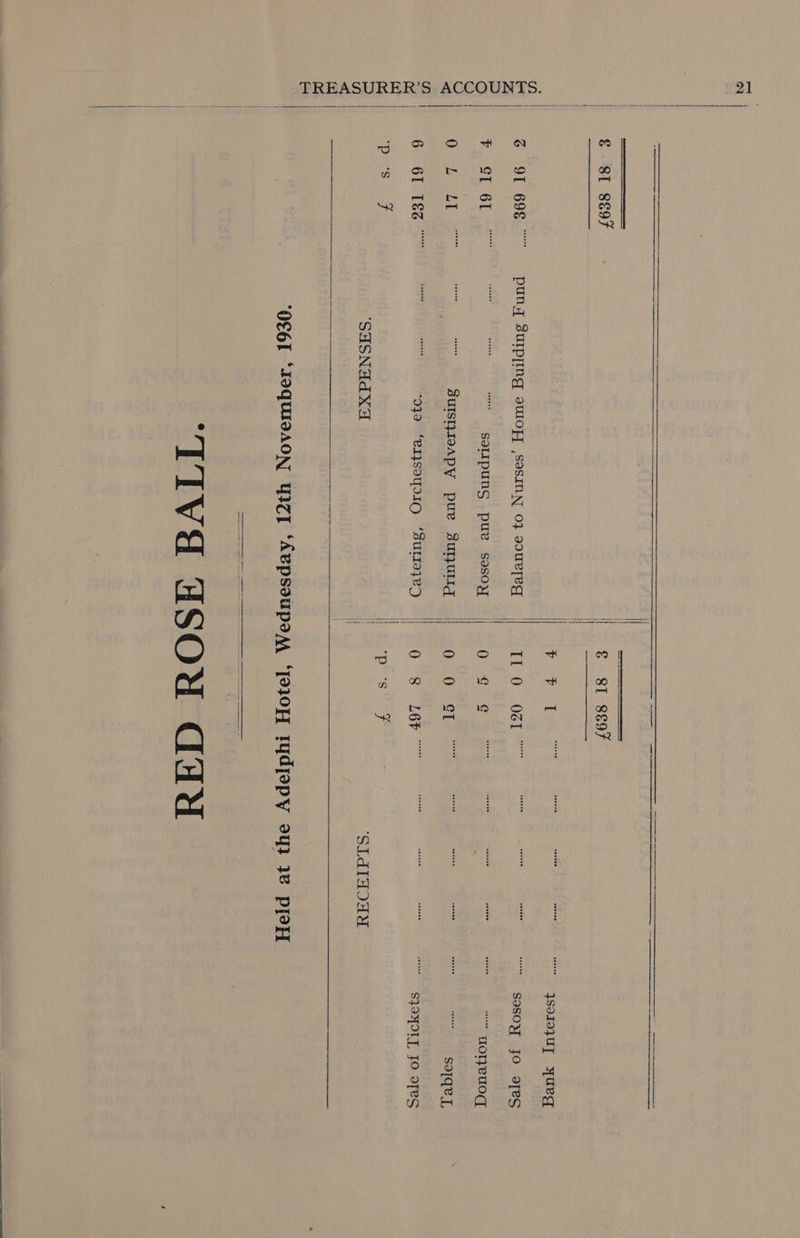 TREASURER'S ACCOUNTS. 21
RED ROSE BALL.
Held at the Adelphi Hotel, Wednesday, 12th November, 1930.
RECEIPTS. EXPENSES.
£ s. d. £ s. d.
Sale of Tickets ...... ...... ...... ...... ...... 497 8 0 Catering, Orchestra, etc. ...... ...... ...... 231 19 9
Tables ...... ...... ...... ...... ...... ...... 15 0 0 Printing and Advertising ...... ...... ...... 17 7 0
Donation ...... ...... ...... ...... ...... ...... 5 5 0 Roses and Sundries ...... ...... ...... ...... 19 15 4
Sale of Roses ...... ...... ...... ...... ...... 120 0 11 Balance to Nurses' Home Building Fund ...... 369 16 2
Bank Interest ...... ...... ...... ...... ...... 1 4 4
£638 18 3 £638 18 3